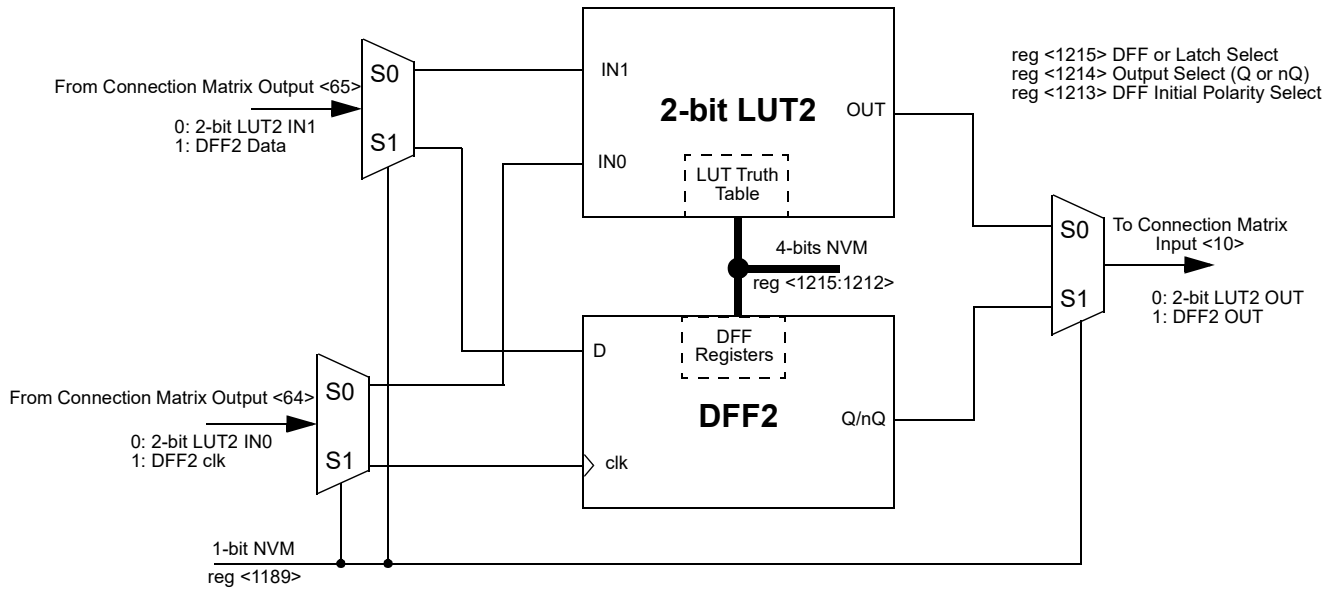 reg <1215> DFF or Latch Select
reg <1214> Output Select (Q or nQ)
reg <1213> DFF Initial Polarity Select
From Connection Matrix Output <65>
0: 2-bit LUT2 IN1
1: DFF2 Data
S0
S1
IN1
2-bit LUT2
OUT
IN0
LUT Truth
Table
4-bits NVM
reg <1215:1212>
S0
S1
To Connection Matrix
Input <10>
0: 2-bit LUT2 OUT
1: DFF2 OUT
DFF
Registers
D
DFF2
Q/nQ
clk
From Connection Matrix Output <64>
0: 2-bit LUT2 IN0
1: DFF2 clk
S0
S1
1-bit NVM
reg <1189>